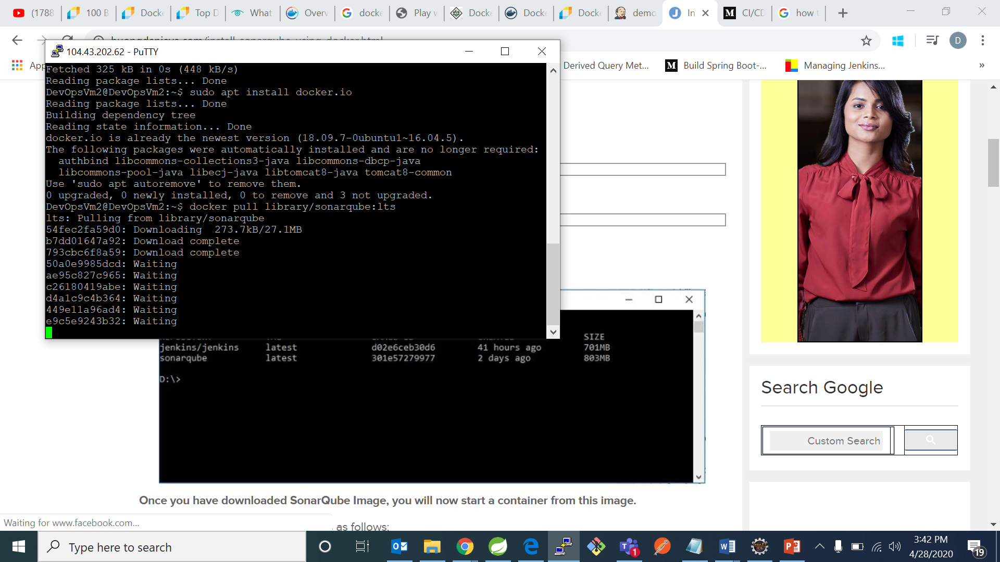 (1788
100 B
Docke
Top D
What
Overv
docke
Play w
Docke
Docke
Docke
demo
In
CI/CD
how t
104.43.202.62 - PuTTY
D
App
Derived Query Met...
Build Spring Boot-...
Managing Jenkins...
»
Fetched 325 kB in 0s (448 kB/s)
Reading package lists... Done
DevOpsVm2@DevOpsVm2:~$ sudo apt install docker.io
Reading package lists... Done
Building dependency tree
Reading state information... Done
docker.io is already the newest version (18.09.7-0ubuntu1~16.04.5).
The following packages were automatically installed and are no longer required:
authbind libcommons-collections3-java libcommons-dbcp-java
libcommons-pool-java libecj-java libtomcat8-java tomcat8-common
Use 'sudo apt autoremove' to remove them.
0 upgraded, 0 newly installed, 0 to remove and 3 not upgraded.
DevOpsVm2@DevOpsVm2:~$ docker pull library/sonarqube:lts
lts: Pulling from library/sonarqube
54fec2fa59d0: Downloading 273.7kB/27.1MB
b7dd01647a92: Download complete
793cbc6f8a59: Download complete
50a0e9985dcd: Waiting
ae95c827c965: Waiting
c26180419abe: Waiting
d4a1c9c4b364: Waiting
449e11a96ad4: Waiting
e9c5e9243b32: Waiting
SIZE
jenkins/jenkins latest d02e6ceb30d6 41 hours ago 701MB
sonarqube latest 301e57279977 2 days ago 803MB
D:\>
Search Google
Custom Search
Once you have downloaded SonarQube Image, you will now start a container from this image.
as follows:
Waiting for www.facebook.com...
Type here to search
1
3:42 PM
4/28/2020
19